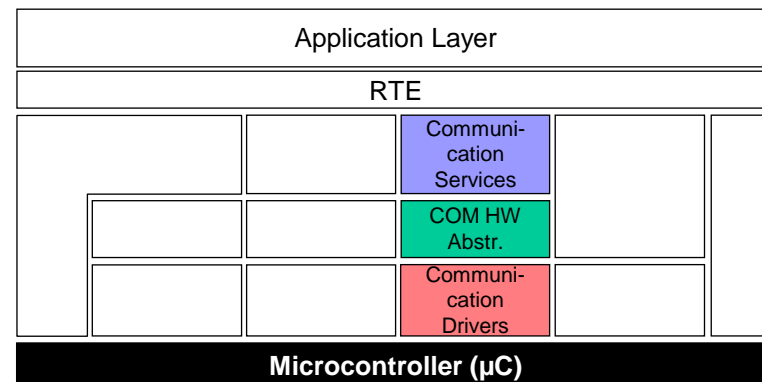 Application Layer
RTE
Communi-
cation
Services
COM HW
Abstr.
Communi-
cation
Drivers
Microcontroller (µC)